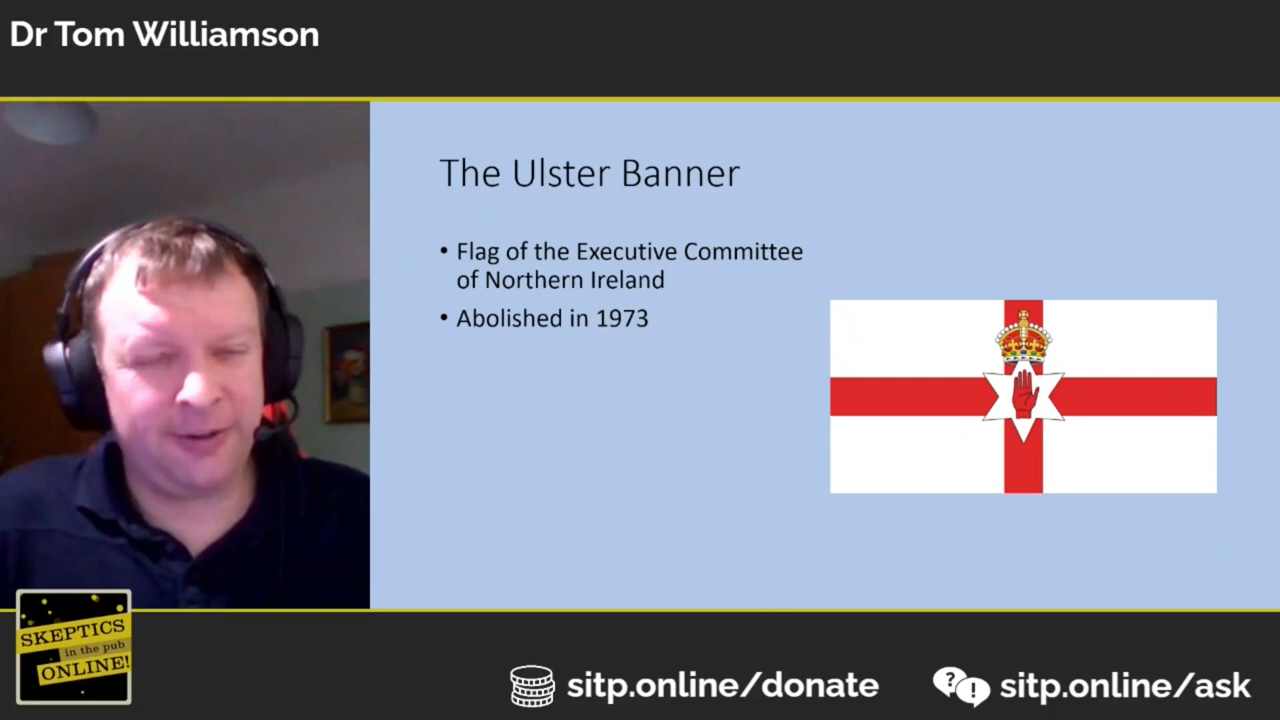 Dr Tom Williamson
The Ulster Banner
• Flag of the Executive Committee
of Northern Ireland
• Abolished in 1973
SKEPTICS
in the pub
ONLINE!
sitp.online/donate
?!
sitp.online/ask